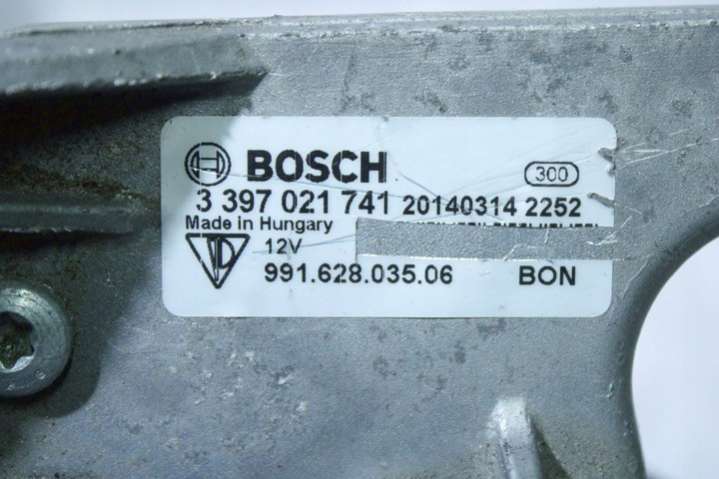 BOSCH 300
3 397 021 741 20140314 2252
Made in Hungary
12V
991.628.035.06 BON